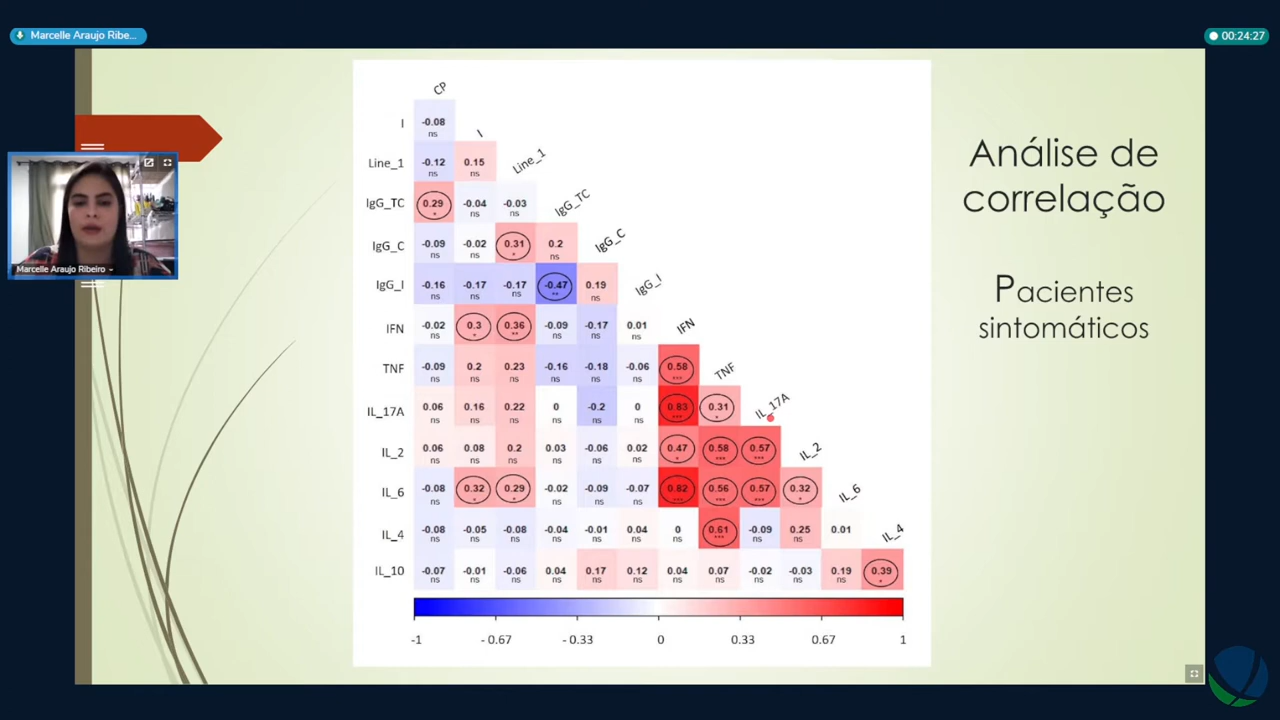 Marcelle Araujo Ribe...
00:24:27
Análise de
correlação
Pacientes
sintomáticos
Marcelle Araujo Ribeiro
CP
I -0.08 ns I
Line_1 -0.12 ns 0.15 ns Line_1
IgG_TC 0.29 * -0.04 ns -0.03 ns IgG_TC
IgG_C -0.09 ns -0.02 ns 0.31 * 0.2 ns IgG_C
IgG_I -0.16 ns -0.17 ns -0.17 ns -0.47 ** 0.19 ns IgG_I
IFN -0.02 ns 0.3 * 0.36 ** -0.09 ns -0.17 ns 0.01 ns IFN
TNF -0.09 ns 0.2 ns 0.23 ns -0.16 ns -0.18 ns -0.06 ns 0.58 *** TNF
IL_17A 0.06 ns 0.16 ns 0.22 ns 0 ns -0.2 ns 0 ns 0.83 *** 0.31 * IL_17A
IL_2 0.06 ns 0.08 ns 0.2 ns 0.03 ns -0.06 ns 0.02 ns 0.47 * 0.58 *** 0.57 *** IL_2
IL_6 -0.08 ns 0.32 * 0.29 * -0.02 ns -0.09 ns -0.07 ns 0.82 *** 0.56 *** 0.57 *** 0.32 * IL_6
IL_4 -0.08 ns -0.05 ns -0.08 ns -0.04 ns -0.01 ns 0.04 ns 0 ns 0.61 *** -0.09 ns 0.25 ns 0.01 ns IL_4
IL_10 -0.07 ns -0.01 ns -0.06 ns 0.04 ns 0.17 ns 0.12 ns 0.04 ns 0.07 ns -0.02 ns -0.03 ns 0.19 ns 0.39 *
-1 -0.67 -0.33 0 0.33 0.67 1